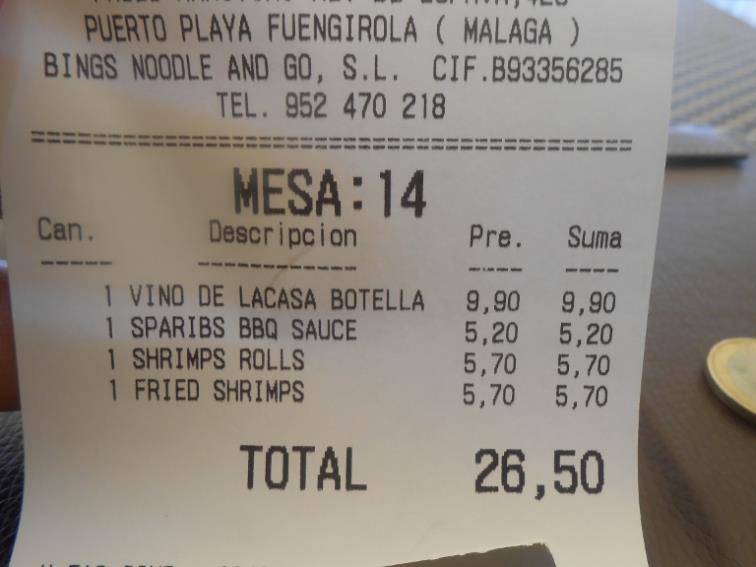 PUERTO PLAYA FUENGIROLA ( MALAGA )
BINGS NOODLE AND GO, S.L. CIF.B93356285
TEL. 952 470 218
================================================
MESA:14
Can. Descripcion Pre. Suma
----- ------------ ----- -----
1 VINO DE LACASA BOTELLA 9,90 9,90
1 SPARIBS BBQ SAUCE 5,20 5,20
1 SHRIMPS ROLLS 5,70 5,70
1 FRIED SHRIMPS 5,70 5,70
TOTAL 26,50